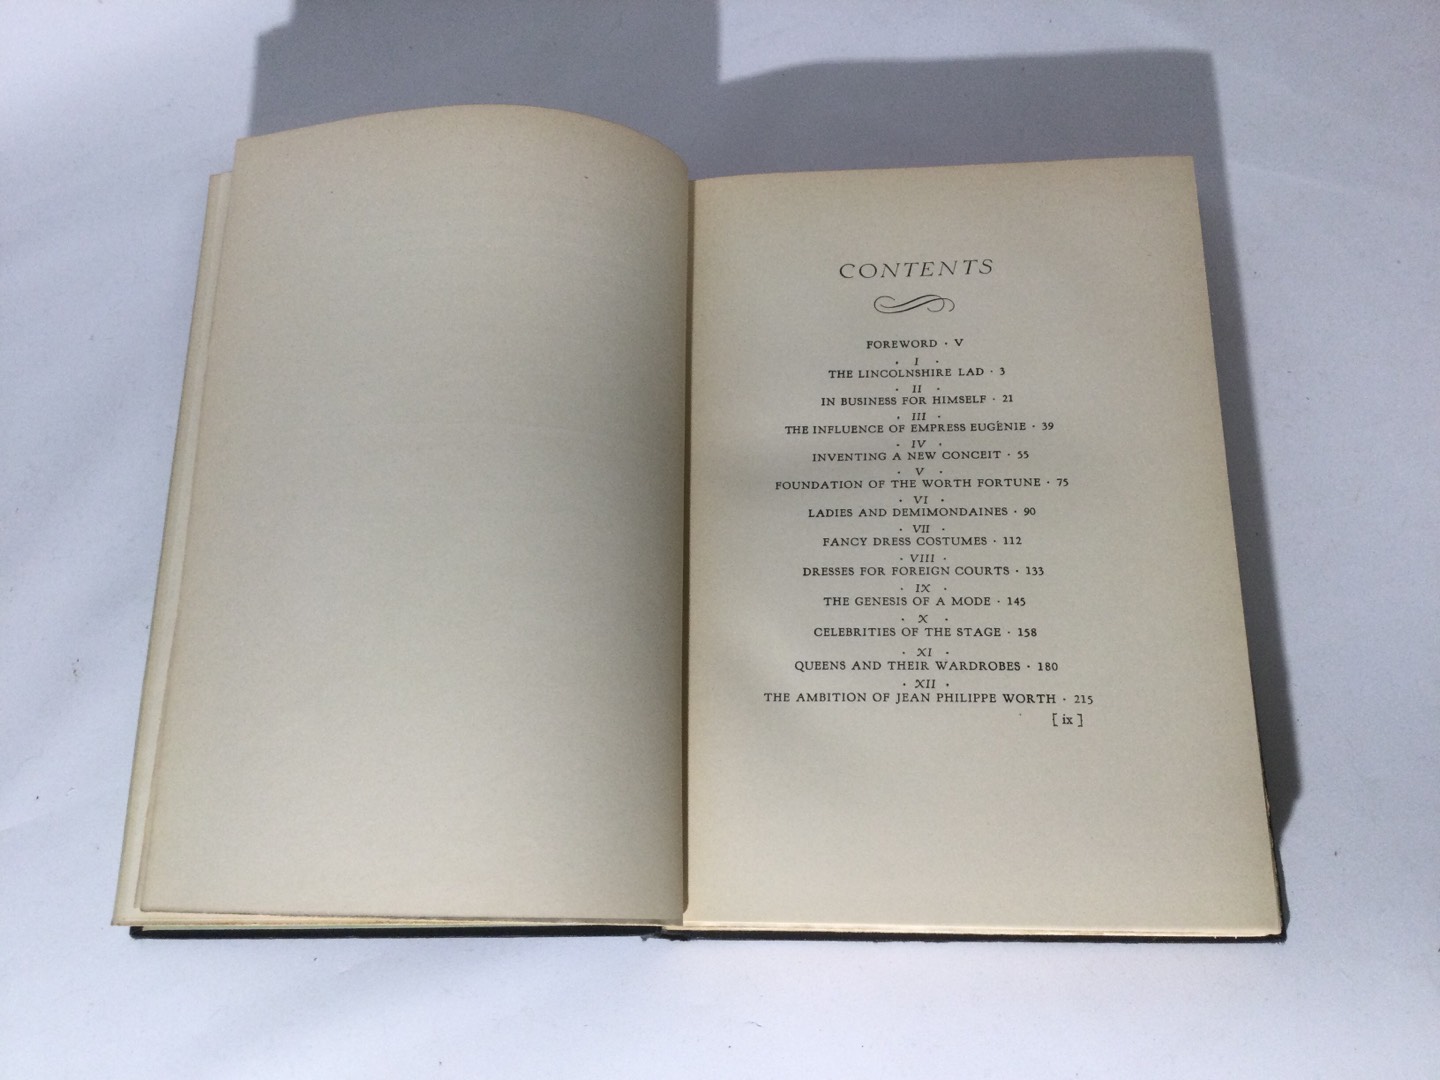 CONTENTS
FOREWORD · V
· I ·
THE LINCOLNSHIRE LAD · 3
· II ·
IN BUSINESS FOR HIMSELF · 21
· III ·
THE INFLUENCE OF EMPRESS EUGÉNIE · 39
· IV ·
INVENTING A NEW CONCEIT · 55
· V ·
FOUNDATION OF THE WORTH FORTUNE · 75
· VI ·
LADIES AND DEMIMONDAINES · 90
· VII ·
FANCY DRESS COSTUMES · 112
· VIII ·
DRESSES FOR FOREIGN COURTS · 133
· IX ·
THE GENESIS OF A MODE · 145
· X ·
CELEBRITIES OF THE STAGE · 158
· XI ·
QUEENS AND THEIR WARDROBES · 180
· XII ·
THE AMBITION OF JEAN PHILIPPE WORTH · 215
[ ix ]